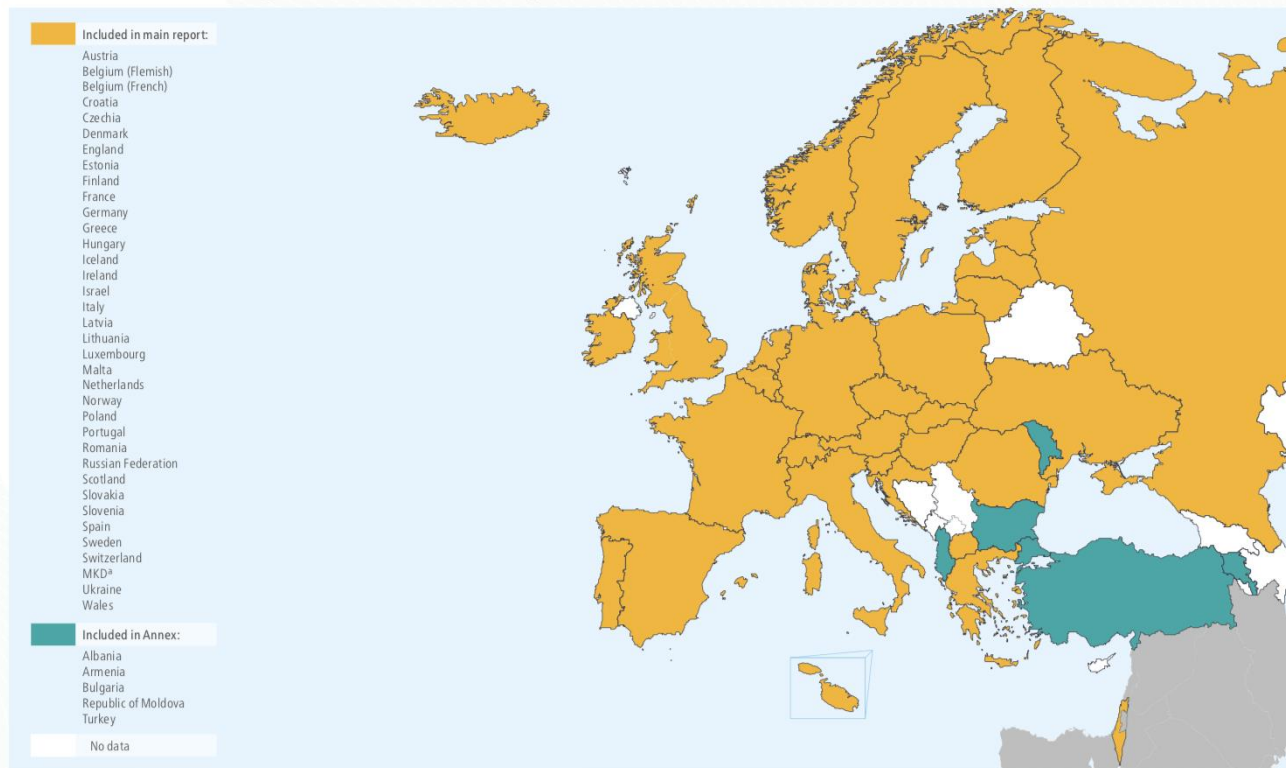 Included in main report:
Austria
Belgium (Flemish)
Belgium (French)
Croatia
Czechia
Denmark
England
Estonia
Finland
France
Germany
Greece
Hungary
Iceland
Ireland
Israel
Italy
Latvia
Lithuania
Luxembourg
Malta
Netherlands
Norway
Poland
Portugal
Romania
Russian Federation
Scotland
Slovakia
Slovenia
Spain
Sweden
Switzerland
MKDᵃ
Ukraine
Wales
Included in Annex:
Albania
Armenia
Bulgaria
Republic of Moldova
Turkey
No data